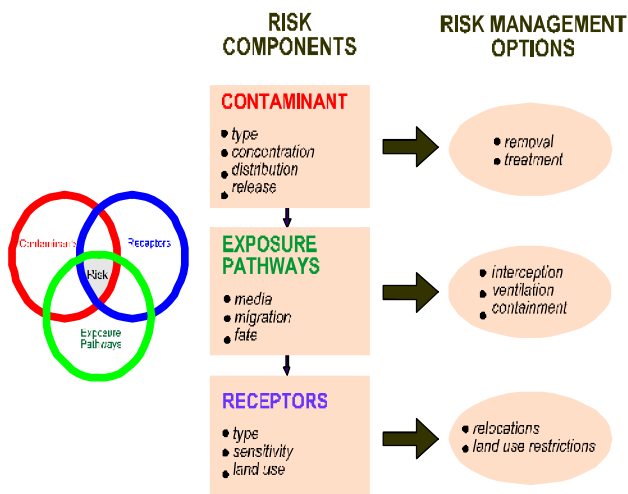 RISK
COMPONENTS
RISK MANAGEMENT
OPTIONS
CONTAMINANT
• type
• concentration
• distribution
• release
• removal
• treatment
Contaminants
Receptors
Risk
Exposure
Pathways
EXPOSURE
PATHWAYS
• media
• migration
• fate
• interception
• ventilation
• containment
RECEPTORS
• type
• sensitivity
• land use
• relocations
• land use restrictions